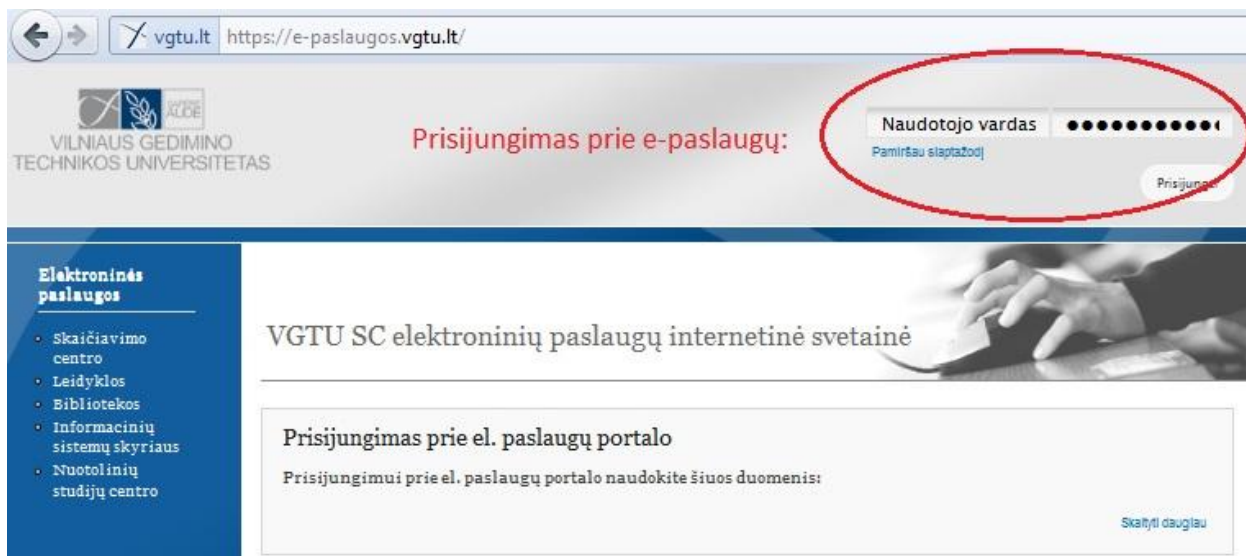 vgtu.lt https://e-paslaugos.vgtu.lt/
VILNIAUS GEDIMINO
TECHNIKOS UNIVERSITETAS
Prisijungimas prie e-paslaugų:
Naudotojo vardas ●●●●●●●●●●●
Pamiršau slaptažodį
Elektroninės
paslaugos
Skaičiavimo
centro
Leidyklos
Bibliotekos
Informacinių
sistemų skyriaus
Nuotolinių
studijų centro
VGTU SC elektroninių paslaugų internetinė svetainė
Prisijungimas prie el. paslaugų portalo
Prisijungimui prie el. paslaugų portalo naudokite šiuos duomenis:
Skaityti daugiau